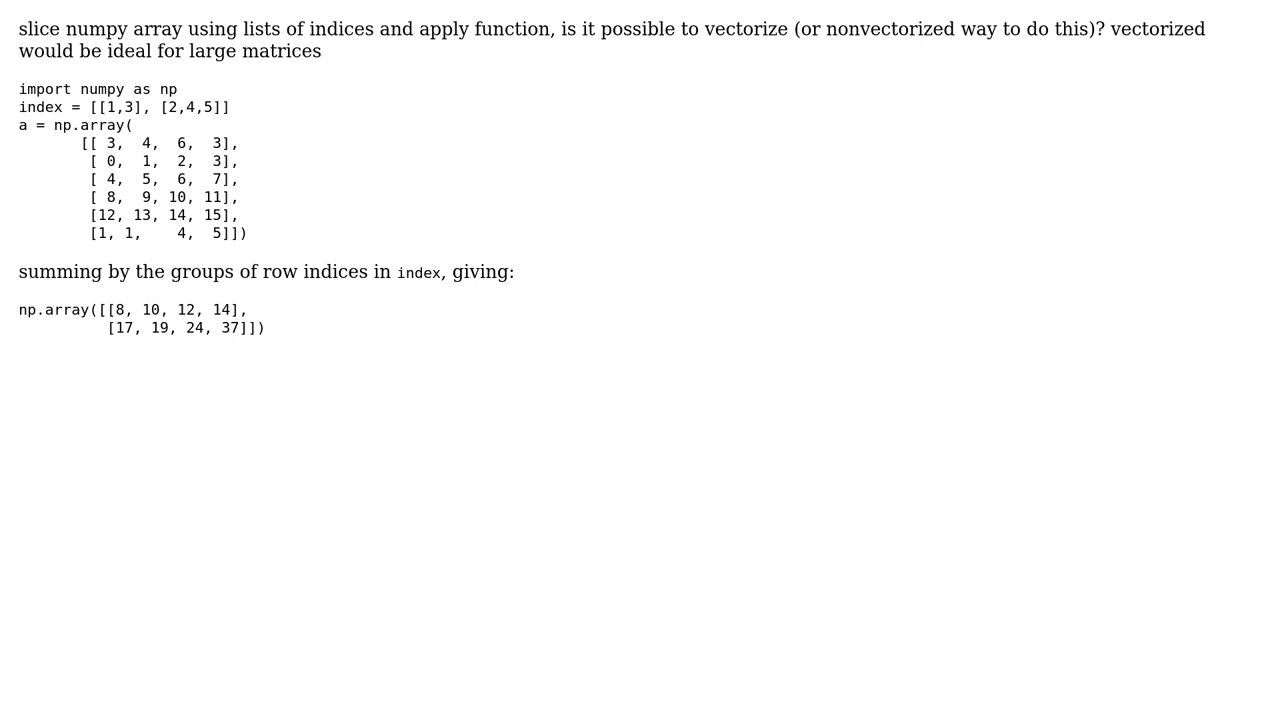 slice numpy array using lists of indices and apply function, is it possible to vectorize (or nonvectorized way to do this)? vectorized
would be ideal for large matrices
import numpy as np
index = [[1,3], [2,4,5]]
a = np.array(
       [[ 3,  4,  6,  3],
        [ 0,  1,  2,  3],
        [ 4,  5,  6,  7],
        [ 8,  9, 10, 11],
        [12, 13, 14, 15],
        [1, 1,    4,  5]])
summing by the groups of row indices in index, giving:
np.array([[8, 10, 12, 14],
          [17, 19, 24, 37]])